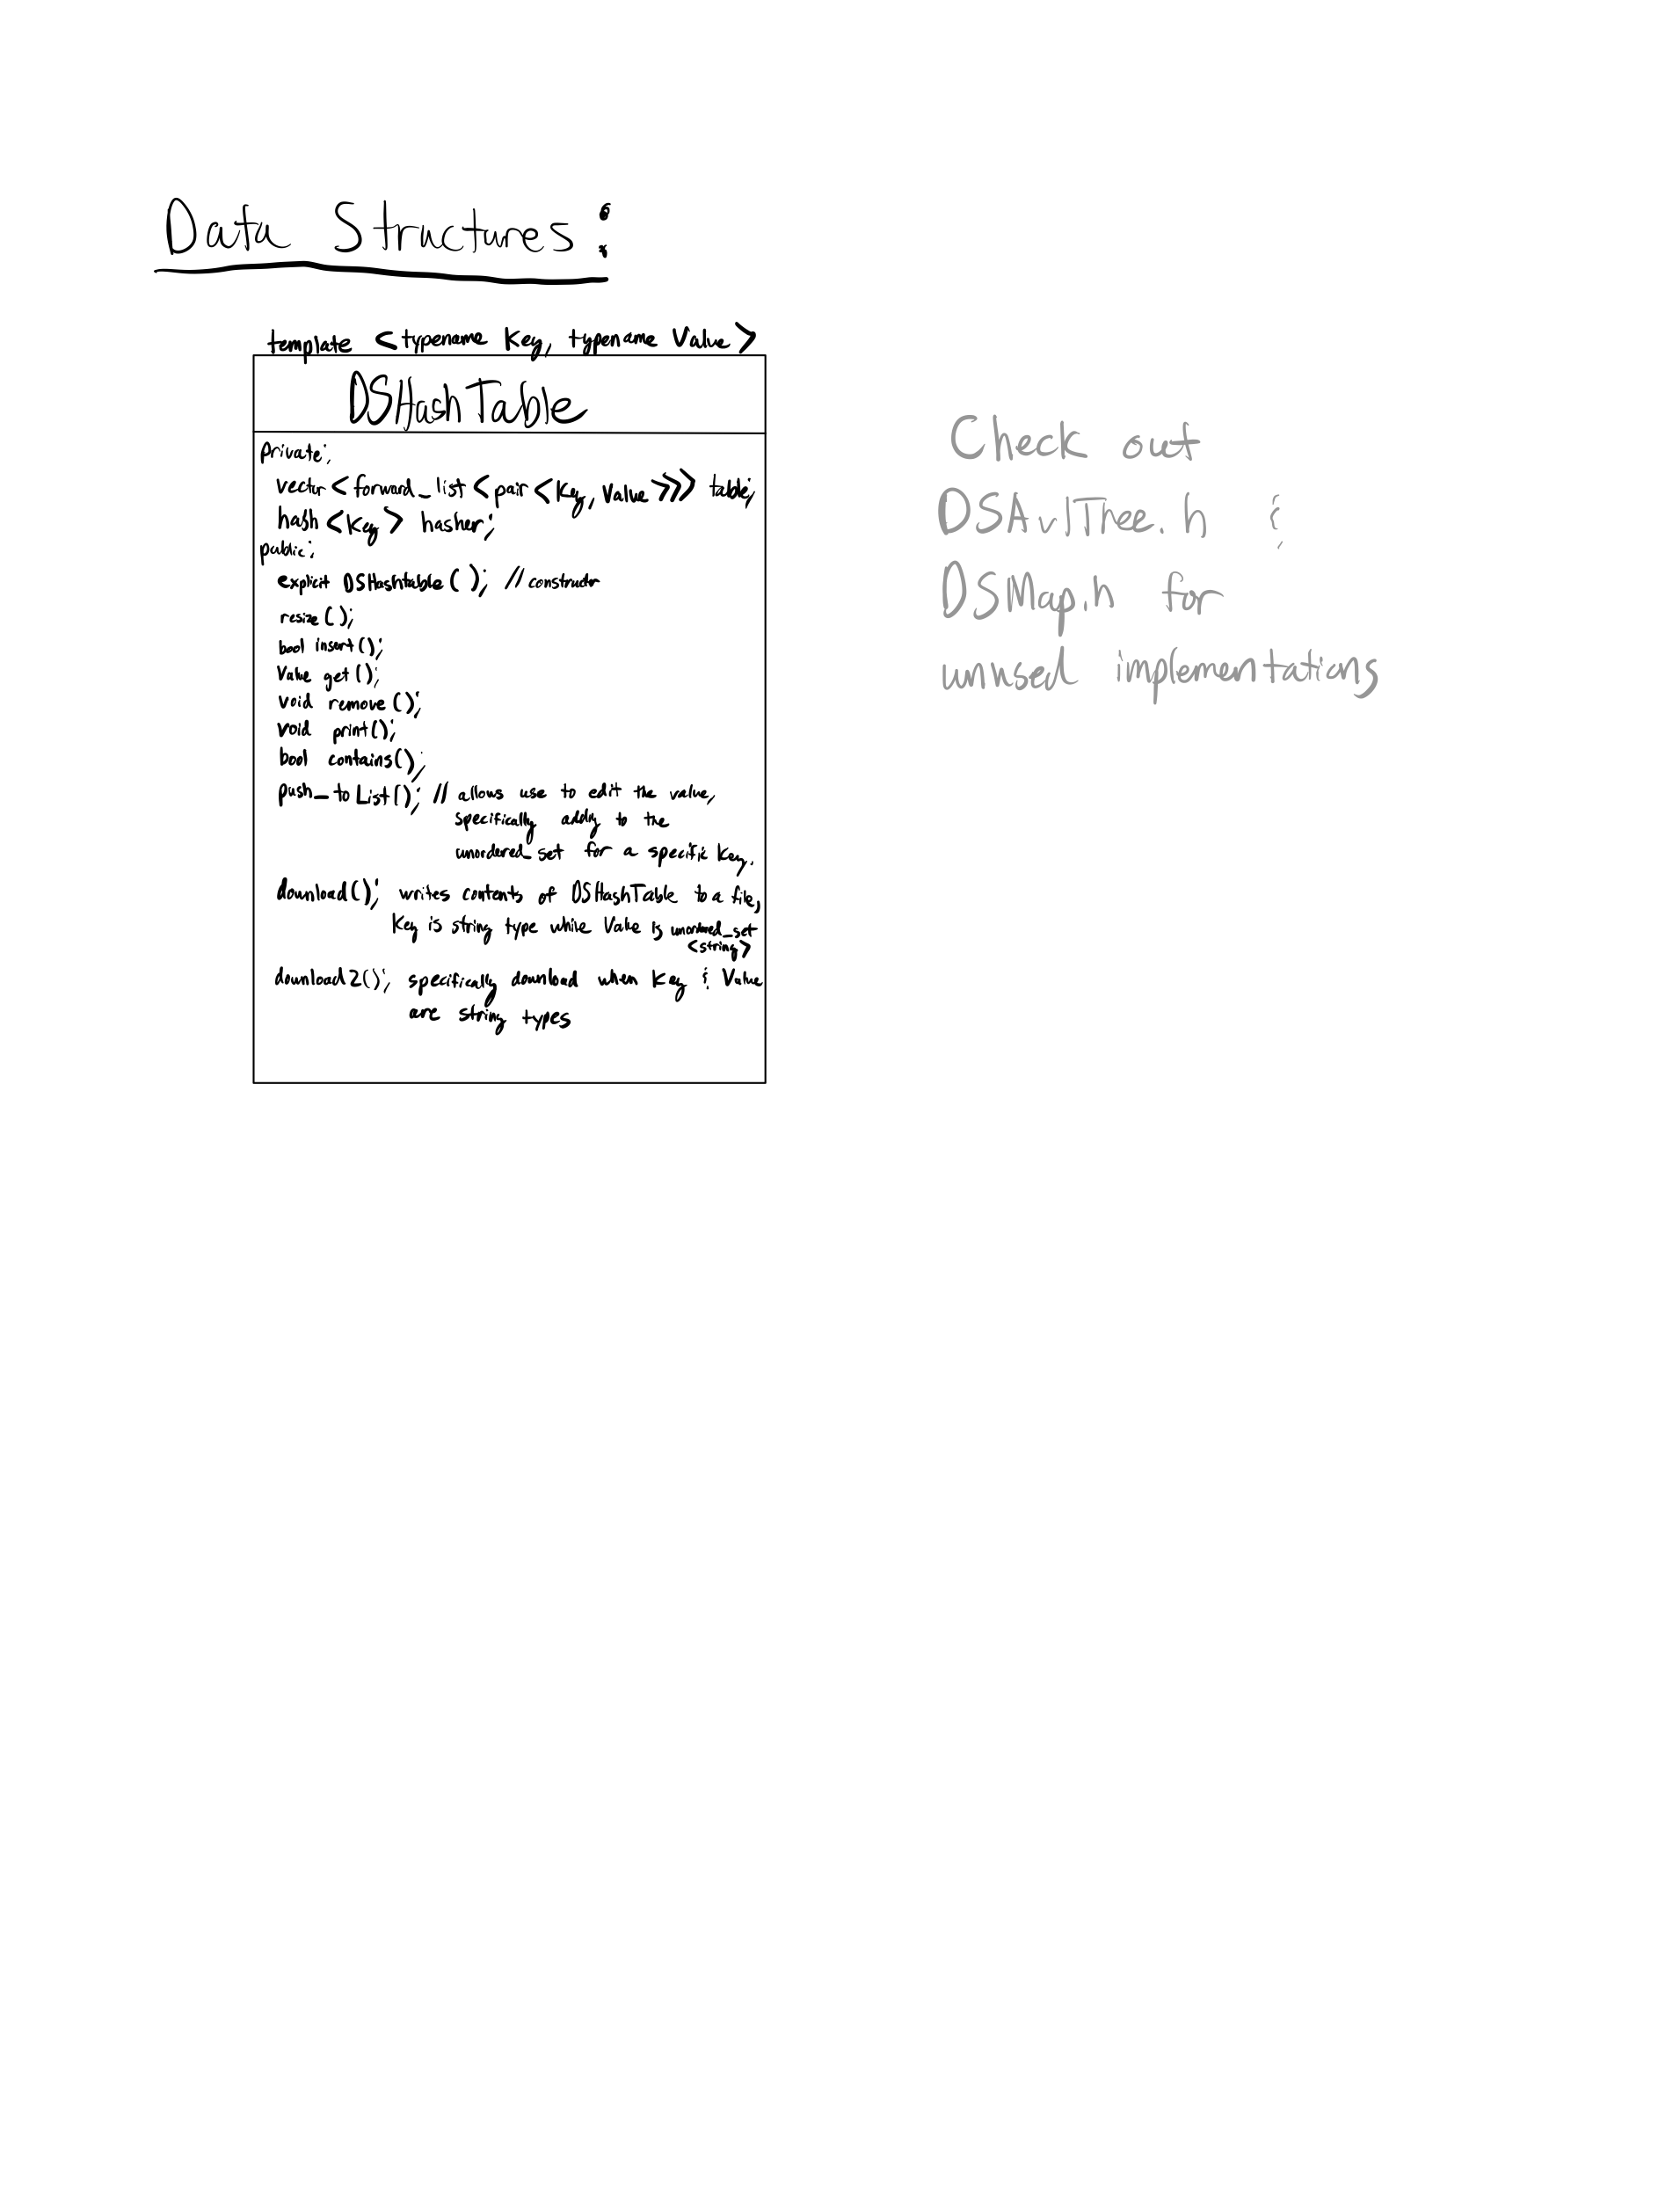 Data Structures:
template <typename Key, typename Value>
DSHashTable
private:
vector<forward_list<pair<Key, Value>>> table;
hash<Key> hasher;
public:
explicit DSHashtable(); // constructor
resize();
bool insert();
Value get();
void remove();
void print();
bool contains();
push_to List(); // allows use to edit the value,
specifically adding to the
unordered_set for a specific key.
download(); writes contents of DSHashTable to a file,
Key is string type while Value is unordered_set
<string>
download2(); specifically download when Key & Value
are string types
Check out
DSAvlTree.h &
DSMap.h for
unused implementations